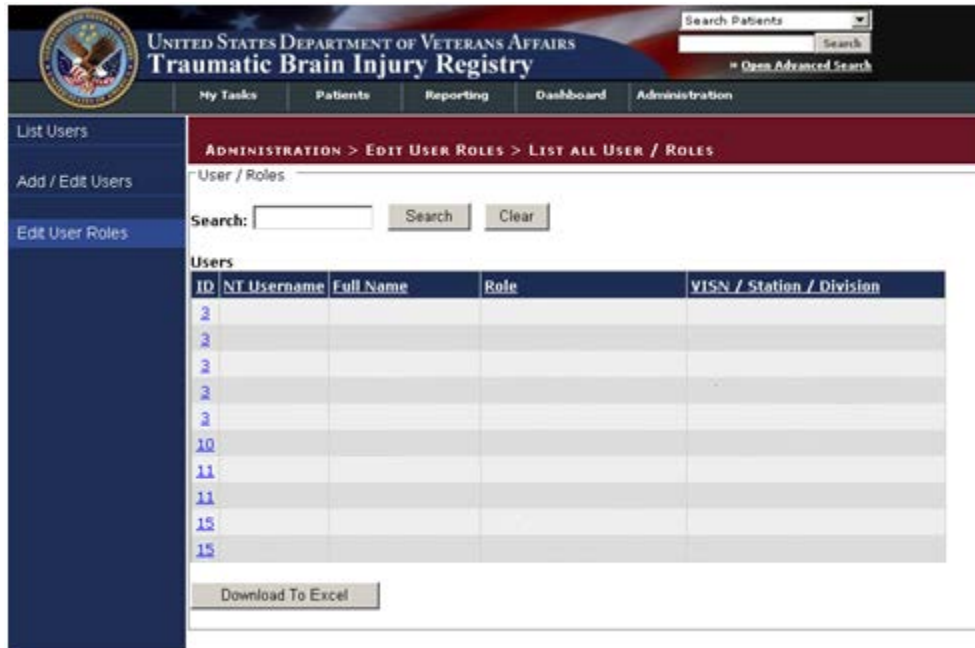 Search Patients
UNITED STATES DEPARTMENT OF VETERANS AFFAIRS
Traumatic Brain Injury Registry
Search
» Open Advanced Search
My Tasks Patients Reporting Dashboard Administration
List Users
ADMINISTRATION > EDIT USER ROLES > LIST ALL USER / ROLES
Add / Edit Users
User / Roles
Edit User Roles
Search: Search Clear
Users
ID NT Username Full Name Role VISN / Station / Division
3
3
3
3
3
10
11
11
15
15
Download To Excel